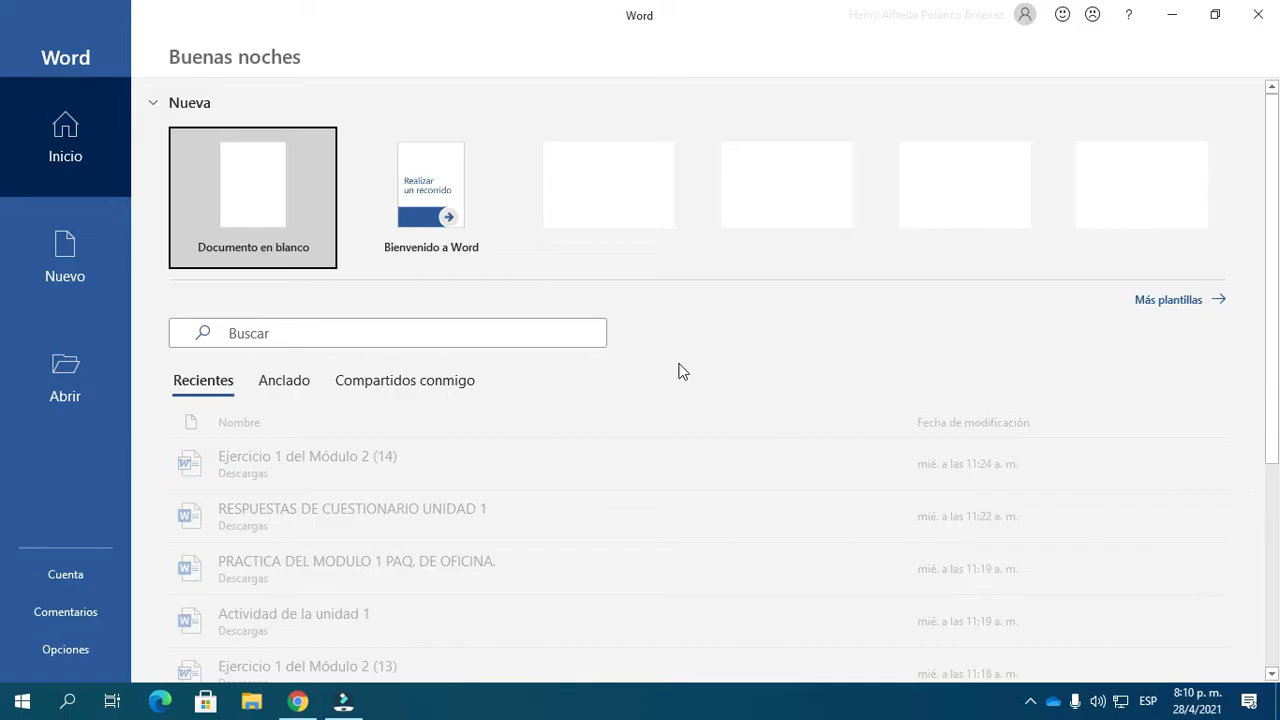 Word
Henry Alfredo Polanco Jimenez
?
Word
Buenas noches
Nueva
Inicio
Realizar
un recorrido
Documento en blanco
Bienvenido a Word
Nuevo
Más plantillas
Buscar
Abrir
Recientes
Anclado
Compartidos conmigo
Nombre
Fecha de modificación
Ejercicio 1 del Módulo 2 (14)
Descargas
mié. a las 11:24 a. m.
RESPUESTAS DE CUESTIONARIO UNIDAD 1
Descargas
mié. a las 11:22 a. m.
PRACTICA DEL MODULO 1 PAQ, DE OFICINA.
Descargas
mié. a las 11:19 a. m.
Actividad de la unidad 1
Descargas
mié. a las 11:19 a. m.
Ejercicio 1 del Módulo 2 (13)
mié. a las 11:18 a. m.
Cuenta
Comentarios
Opciones
ESP
8:10 p. m.
28/4/2021